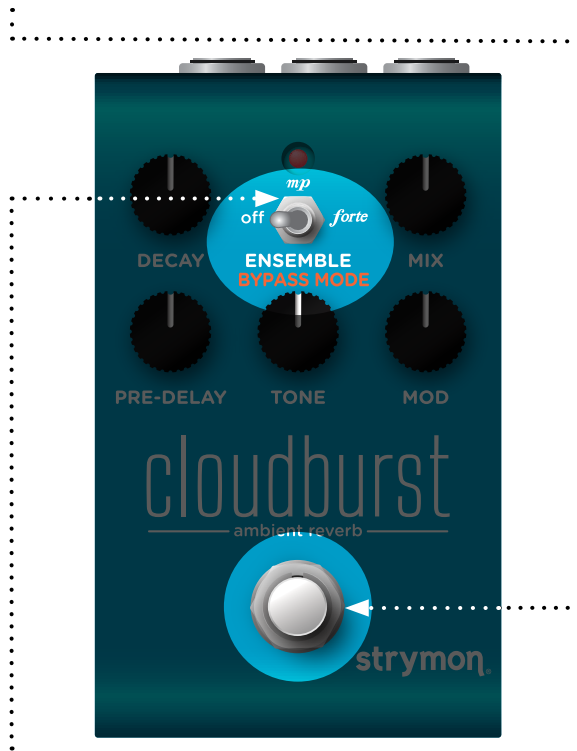 mp
off
forte
ENSEMBLE
BYPASS MODE
DECAY
MIX
PRE-DELAY
TONE
MOD
cloudburst
ambient reverb
strymon®